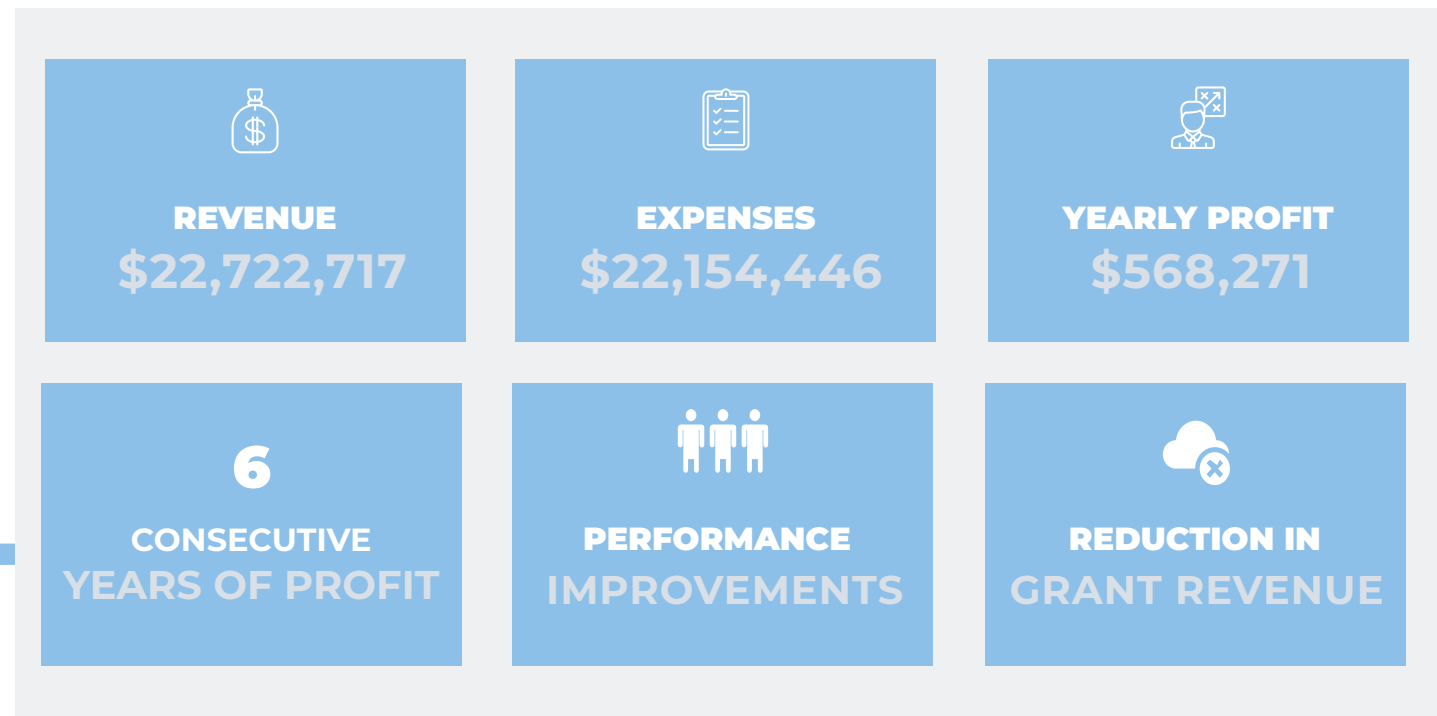 REVENUE
$22,722,717
EXPENSES
$22,154,446
YEARLY PROFIT
$568,271
6
CONSECUTIVE
YEARS OF PROFIT
PERFORMANCE
IMPROVEMENTS
REDUCTION IN
GRANT REVENUE